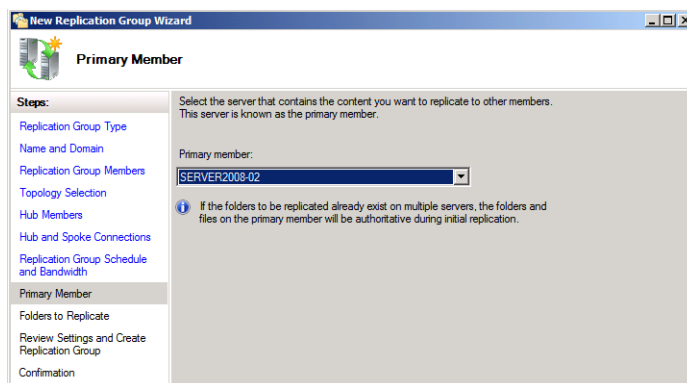 New Replication Group Wizard
Primary Member
Steps:
Replication Group Type
Name and Domain
Replication Group Members
Topology Selection
Hub Members
Hub and Spoke Connections
Replication Group Schedule
and Bandwidth
Primary Member
Folders to Replicate
Review Settings and Create
Replication Group
Confirmation
Select the server that contains the content you want to replicate to other members.
This server is known as the primary member.
Primary member:
SERVER2008-02
If the folders to be replicated already exist on multiple servers, the folders and
files on the primary member will be authoritative during initial replication.